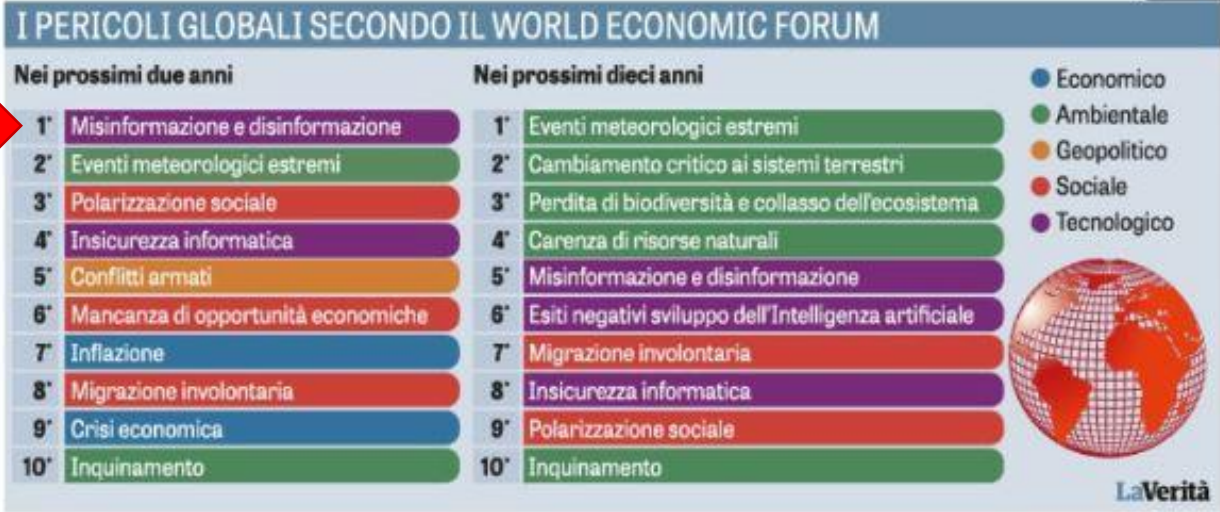 I PERICOLI GLOBALI SECONDO IL WORLD ECONOMIC FORUM
Nei prossimi due anni
1° Misinformazione e disinformazione
2° Eventi meteorologici estremi
3° Polarizzazione sociale
4° Insicurezza informatica
5° Conflitti armati
6° Mancanza di opportunità economiche
7° Inflazione
8° Migrazione involontaria
9° Crisi economica
10° Inquinamento
Nei prossimi dieci anni
1° Eventi meteorologici estremi
2° Cambiamento critico ai sistemi terrestri
3° Perdita di biodiversità e collasso dell'ecosistema
4° Carenza di risorse naturali
5° Misinformazione e disinformazione
6° Esiti negativi sviluppo dell'Intelligenza artificiale
7° Migrazione involontaria
8° Insicurezza informatica
9° Polarizzazione sociale
10° Inquinamento
Economico
Ambientale
Geopolitico
Sociale
Tecnologico
LaVerità